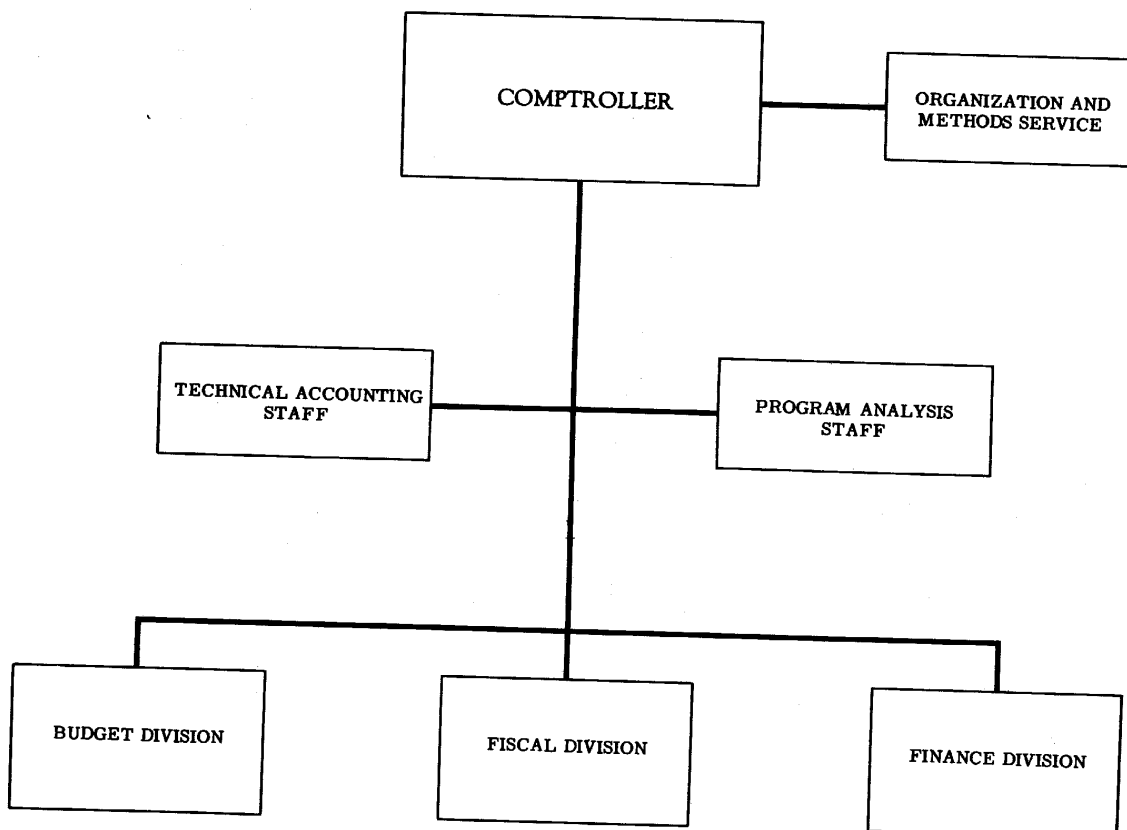 COMPTROLLER
ORGANIZATION AND
METHODS SERVICE
TECHNICAL ACCOUNTING
STAFF
PROGRAM ANALYSIS
STAFF
BUDGET DIVISION
FISCAL DIVISION
FINANCE DIVISION